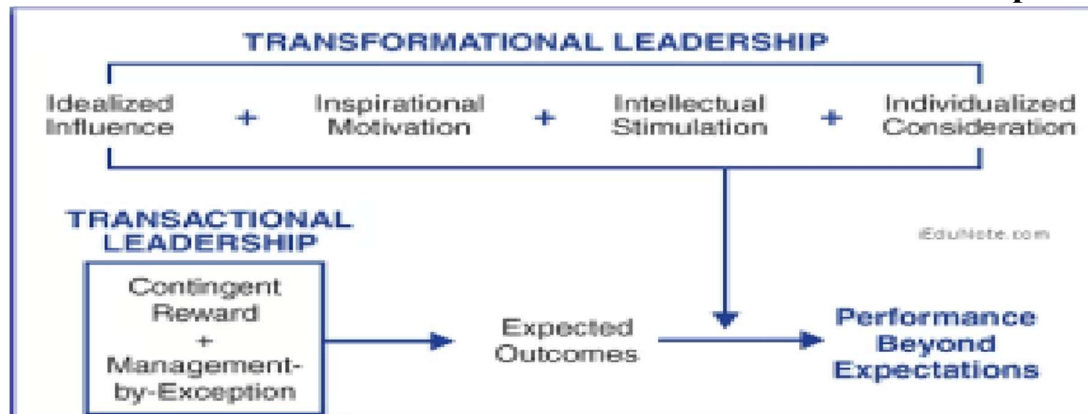 TRANSFORMATIONAL LEADERSHIP
Idealized Influence + Inspirational Motivation + Intellectual Stimulation + Individualized Consideration
TRANSACTIONAL
LEADERSHIP
iEduNote.com
Contingent
Reward
+
Management-
by-Exception
Expected
Outcomes
Performance
Beyond
Expectations